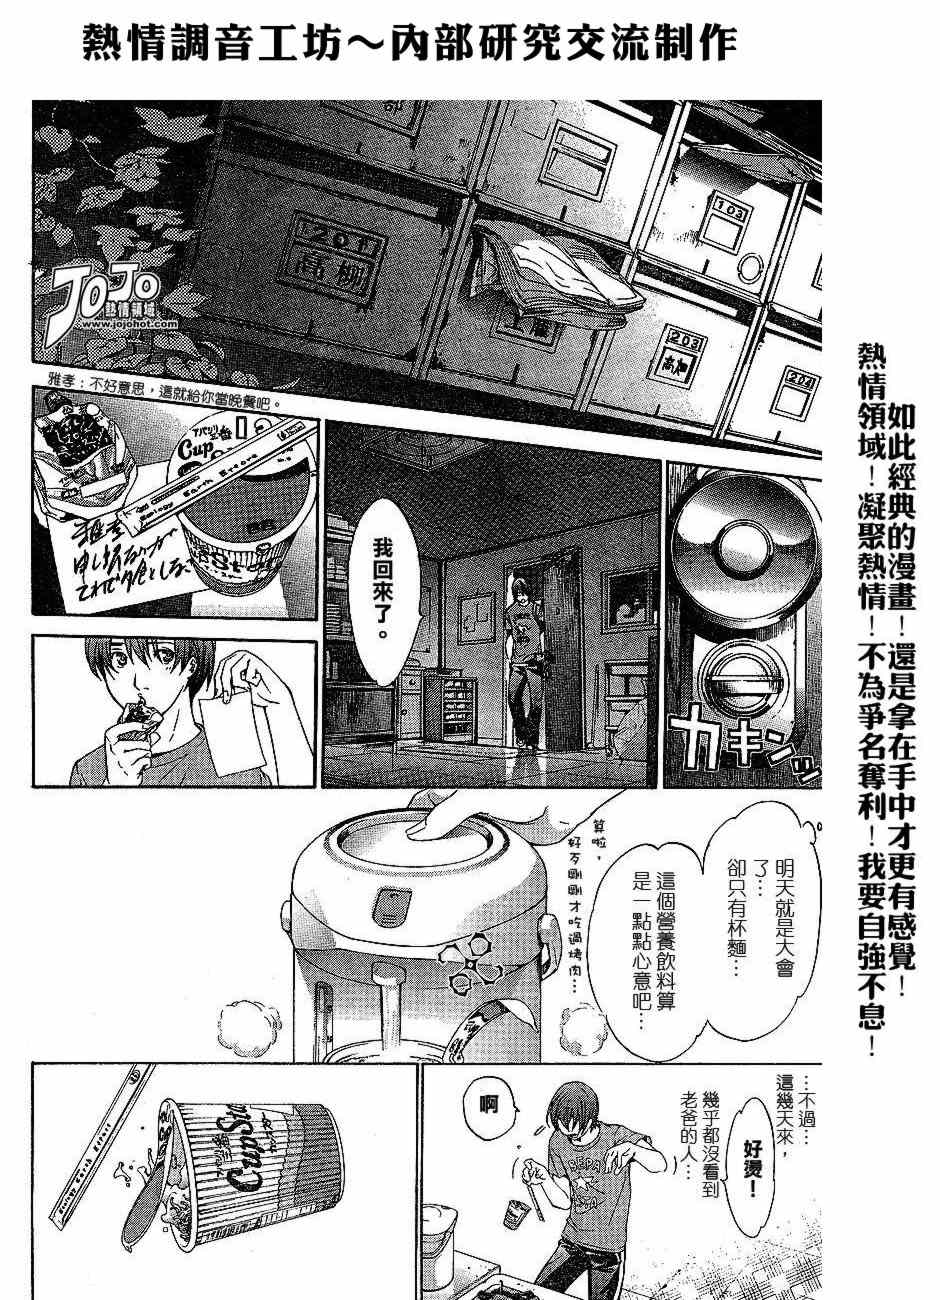 熱情調音工坊～內部研究交流制作
103
部
201
高柳
203
高畑
204
JOJO
熱情領域
www.jojohot.com
如此經典的漫畫！還是拿在手中才更有感覺！
熱情領域！凝聚熱情！不為爭名奪利！我要自強不息！
雅孝：不好意思，這就給你當晚餐吧。
カキンッ
我回來了。
Cup
雅孝
明天就是大會
了…
卻只有杯麵…
這個營養飲料算
是一點點心意吧…
算啦，
好歹剛剛才吃過烤肉…
…不過…
這幾天來，
幾乎都沒看到
老爸的人…
好燙！
啊